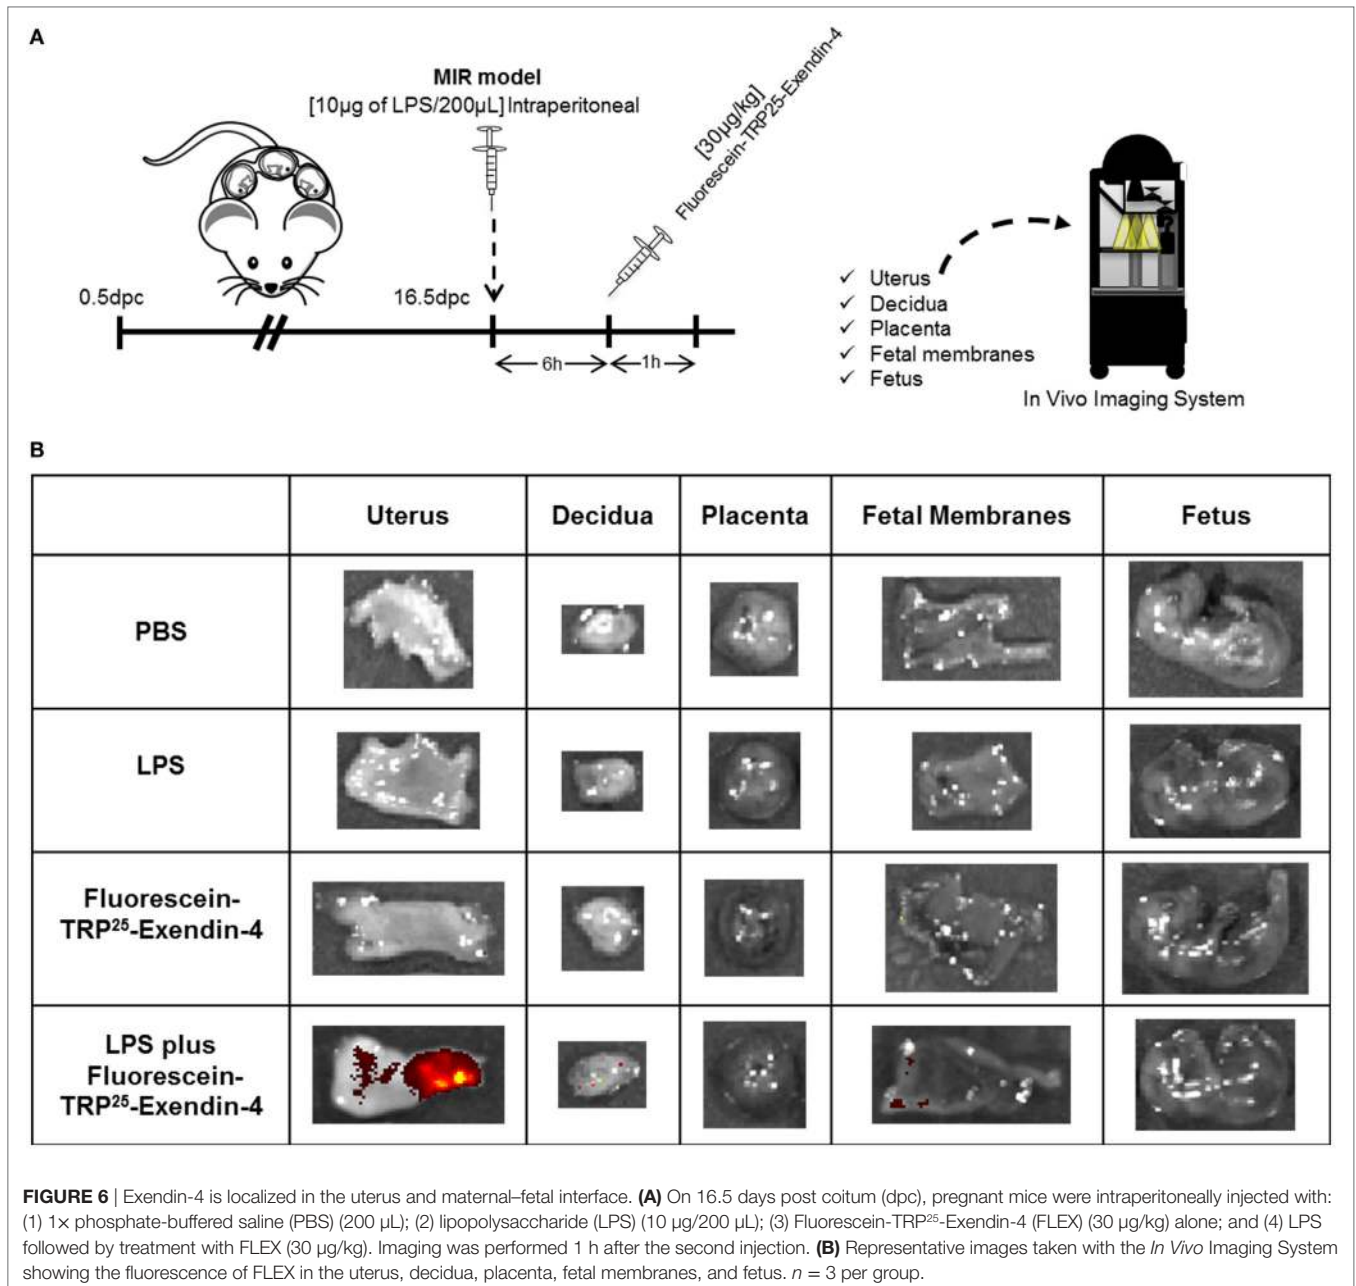 A
MIR model
[10µg of LPS/200µL] Intraperitoneal
[30µg/kg]
Fluorescein-TRP25-Exendin-4
0.5dpc
16.5dpc
6h
1h
✓ Uterus
✓ Decidua
✓ Placenta
✓ Fetal membranes
✓ Fetus
In Vivo Imaging System
B
Uterus Decidua Placenta Fetal Membranes Fetus
PBS
LPS
Fluorescein-
TRP²⁵-Exendin-4
LPS plus
Fluorescein-
TRP²⁵-Exendin-4
FIGURE 6 | Exendin-4 is localized in the uterus and maternal–fetal interface. (A) On 16.5 days post coitum (dpc), pregnant mice were intraperitoneally injected with:
(1) 1× phosphate-buffered saline (PBS) (200 µL); (2) lipopolysaccharide (LPS) (10 µg/200 µL); (3) Fluorescein-TRP²⁵-Exendin-4 (FLEX) (30 µg/kg) alone; and (4) LPS
followed by treatment with FLEX (30 µg/kg). Imaging was performed 1 h after the second injection. (B) Representative images taken with the In Vivo Imaging System
showing the fluorescence of FLEX in the uterus, decidua, placenta, fetal membranes, and fetus. n = 3 per group.